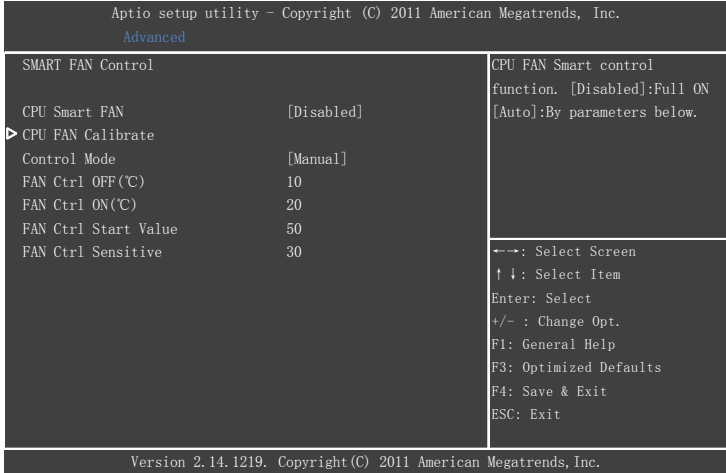 Aptio setup utility - Copyright (C) 2011 American Megatrends, Inc.
Advanced
SMART FAN Control
CPU Smart FAN [Disabled]
CPU FAN Calibrate
Control Mode [Manual]
FAN Ctrl OFF(℃) 10
FAN Ctrl ON(℃) 20
FAN Ctrl Start Value 50
FAN Ctrl Sensitive 30
CPU FAN Smart control
function. [Disabled]:Full ON
[Auto]:By parameters below.
←→: Select Screen
↑↓: Select Item
Enter: Select
+/- : Change Opt.
F1: General Help
F3: Optimized Defaults
F4: Save & Exit
ESC: Exit
Version 2.14.1219. Copyright(C) 2011 American Megatrends,Inc.